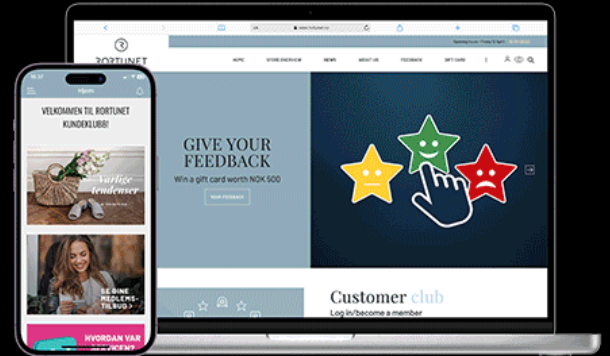 RORTUNET
HOME
STORE OVERVIEW
NEWS
ABOUT US
FEEDBACK
GIFT CARD
GIVE YOUR
FEEDBACK
Win a gift card worth NOK 500
YOUR FEEDBACK
Customer club
Log in/become a member
Hjem
VELKOMMEN TIL RORTUNET
KUNDEKLUBB!
Vårlige
tendenser
SE DINE
MEDLEMS-
TILBUD >
HVORDAN VAR